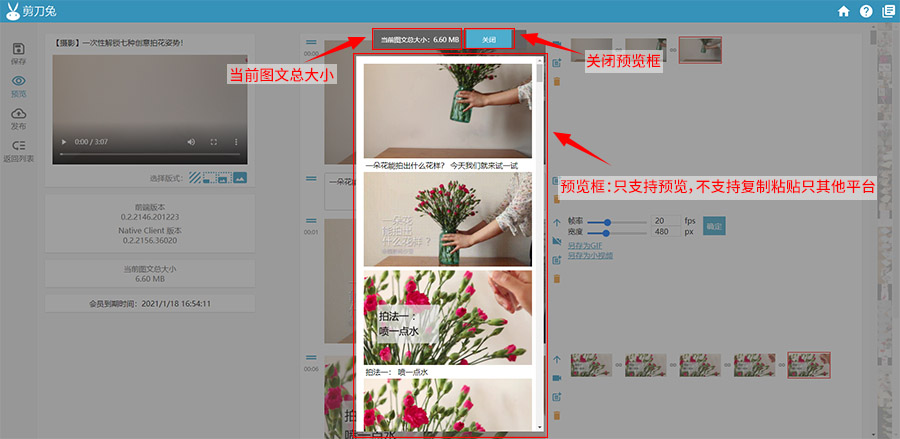 剪刀兔
【摄影】一次性解锁七种创意拍花姿势!
当前图文总大小：6.60 MB
关闭
当前图文总大小
关闭预览框
保存
预览
发布
返回列表
0:00 / 3:07
选择版式:
前端版本
0.2.2146.201223
Native Client 版本
0.2.2156.36020
当前图文总大小
6.60 MB
会员到期时间：2021/1/18 16:54:11
00:00
一朵花能
00:01
00:06
拍法
喷一
一朵花能拍出什么花样？ 今天我们就来试一试
一朵花
能拍出
什么花样？
拍法一：
喷一点水
拍法一： 喷一点水
预览框：只支持预览，不支持复制粘贴只其他平台
帧率
20
fps
宽度
480
px
确定
另存为GIF
另存为小视频